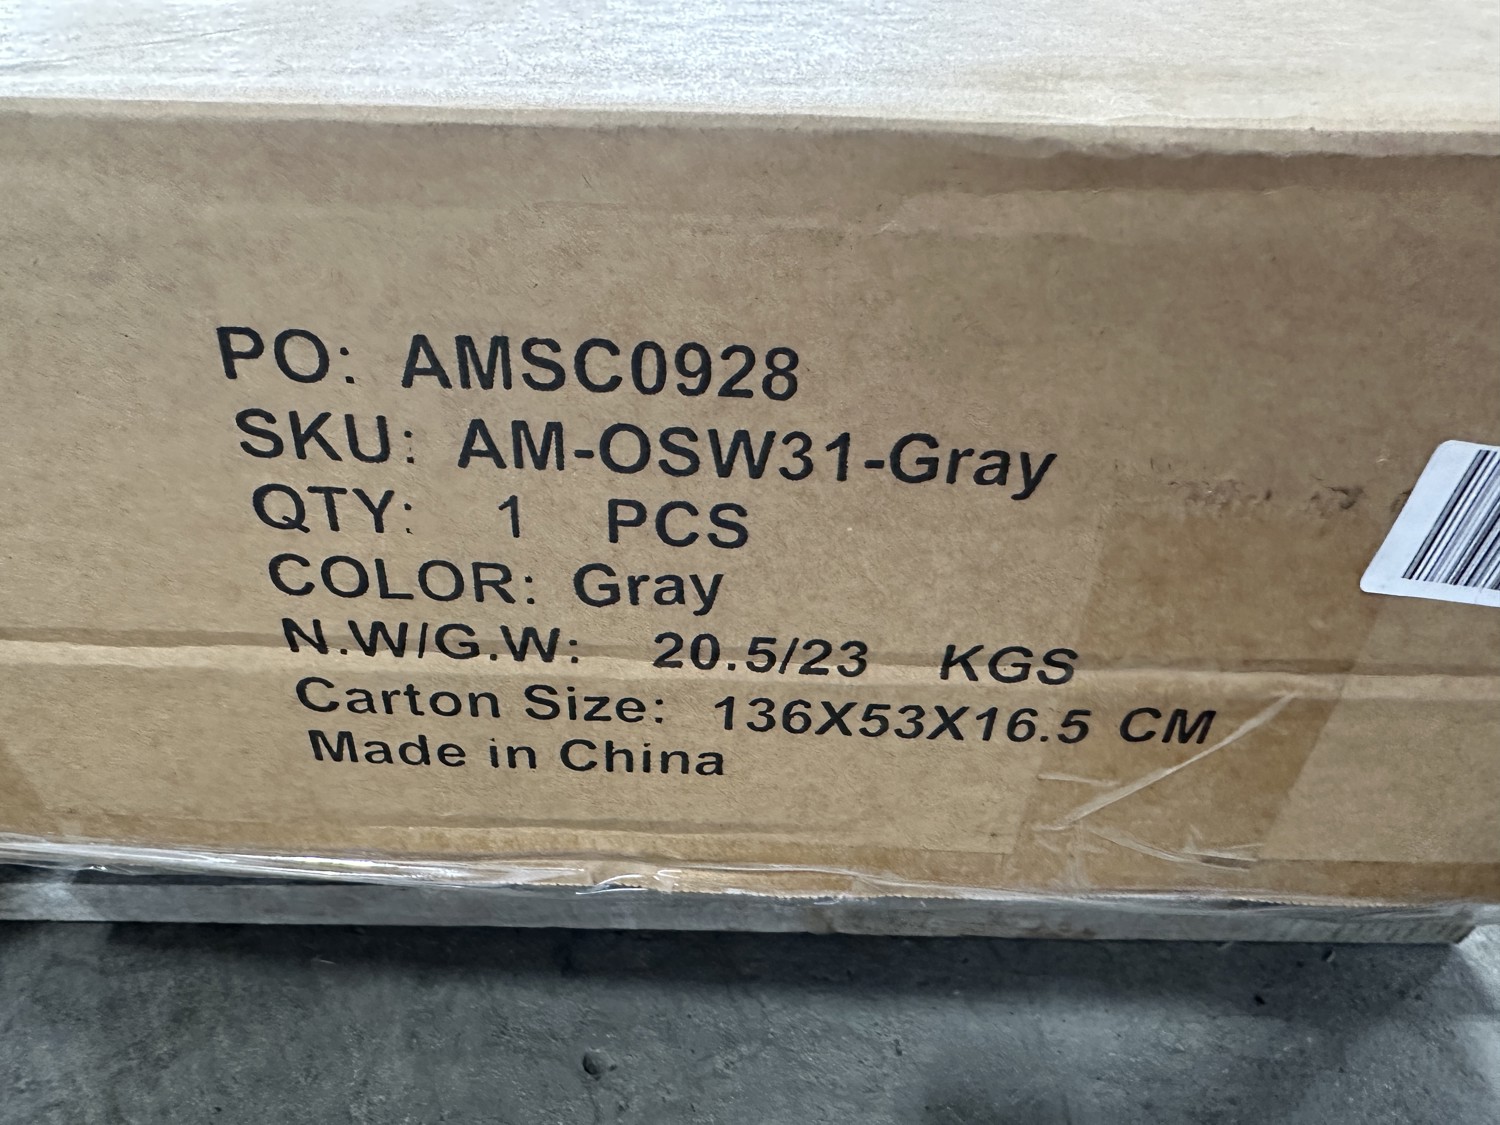 PO: AMSC0928
SKU: AM-OSW31-Gray
QTY: 1 PCS
COLOR: Gray
N.W/G.W: 20.5/23 KGS
Carton Size: 136X53X16.5 CM
Made in China